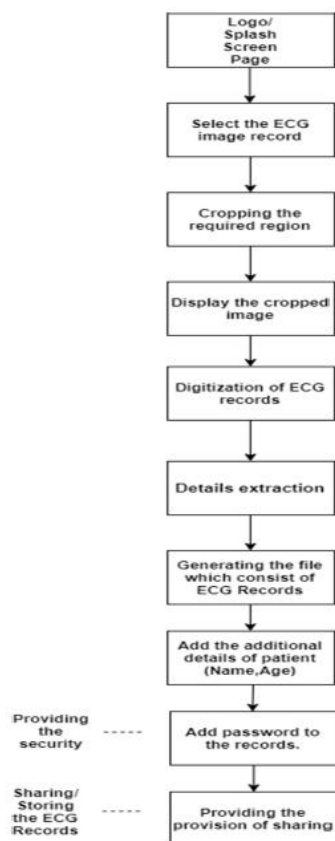 Logo/
Splash
Screen
Page
Select the ECG
image record
Cropping the
required region
Display the cropped
image
Digitization of ECG
records
Details extraction
Generating the file
which consist of
ECG Records
Add the additional
details of patient
(Name,Age)
Providing
the
security
Add password to
the records.
Sharing/
Storing
the ECG
Records
Providing the
provision of sharing